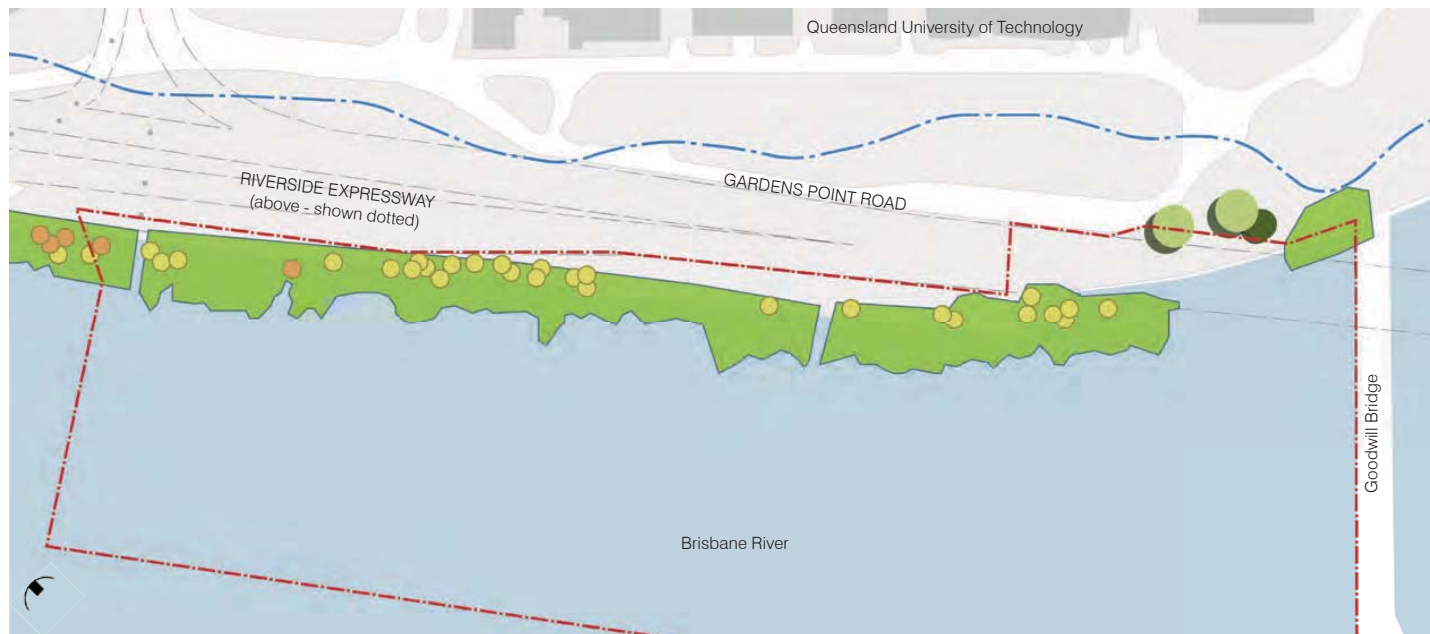 Queensland University of Technology
RIVERSIDE EXPRESSWAY
(above - shown dotted)
GARDENS POINT ROAD
Goodwill Bridge
Brisbane River